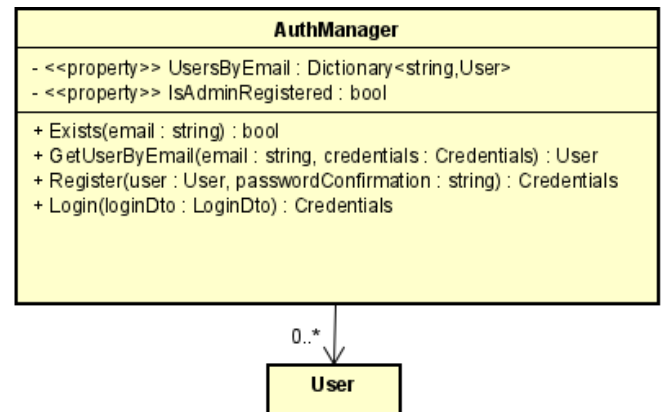 AuthManager
- <<property>> UsersByEmail : Dictionary<string,User>
- <<property>> IsAdminRegistered : bool
+ Exists(email : string) : bool
+ GetUserByEmail(email : string, credentials : Credentials) : User
+ Register(user : User, passwordConfirmation : string) : Credentials
+ Login(loginDto : LoginDto) : Credentials
0..*
User